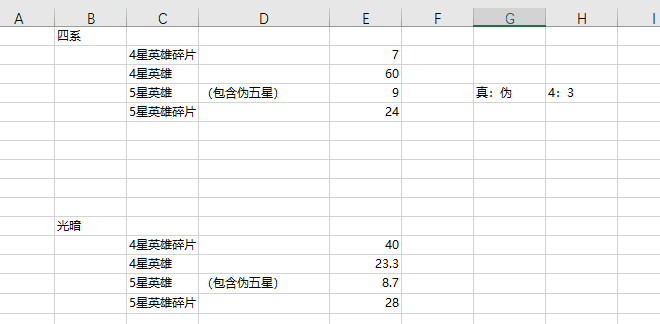 A B C D E F G H I
四系
4星英雄碎片 7
4星英雄 60
5星英雄 （包含伪五星） 9 真：伪 4：3
5星英雄碎片 24
光暗
4星英雄碎片 40
4星英雄 23.3
5星英雄 （包含伪五星） 8.7
5星英雄碎片 28